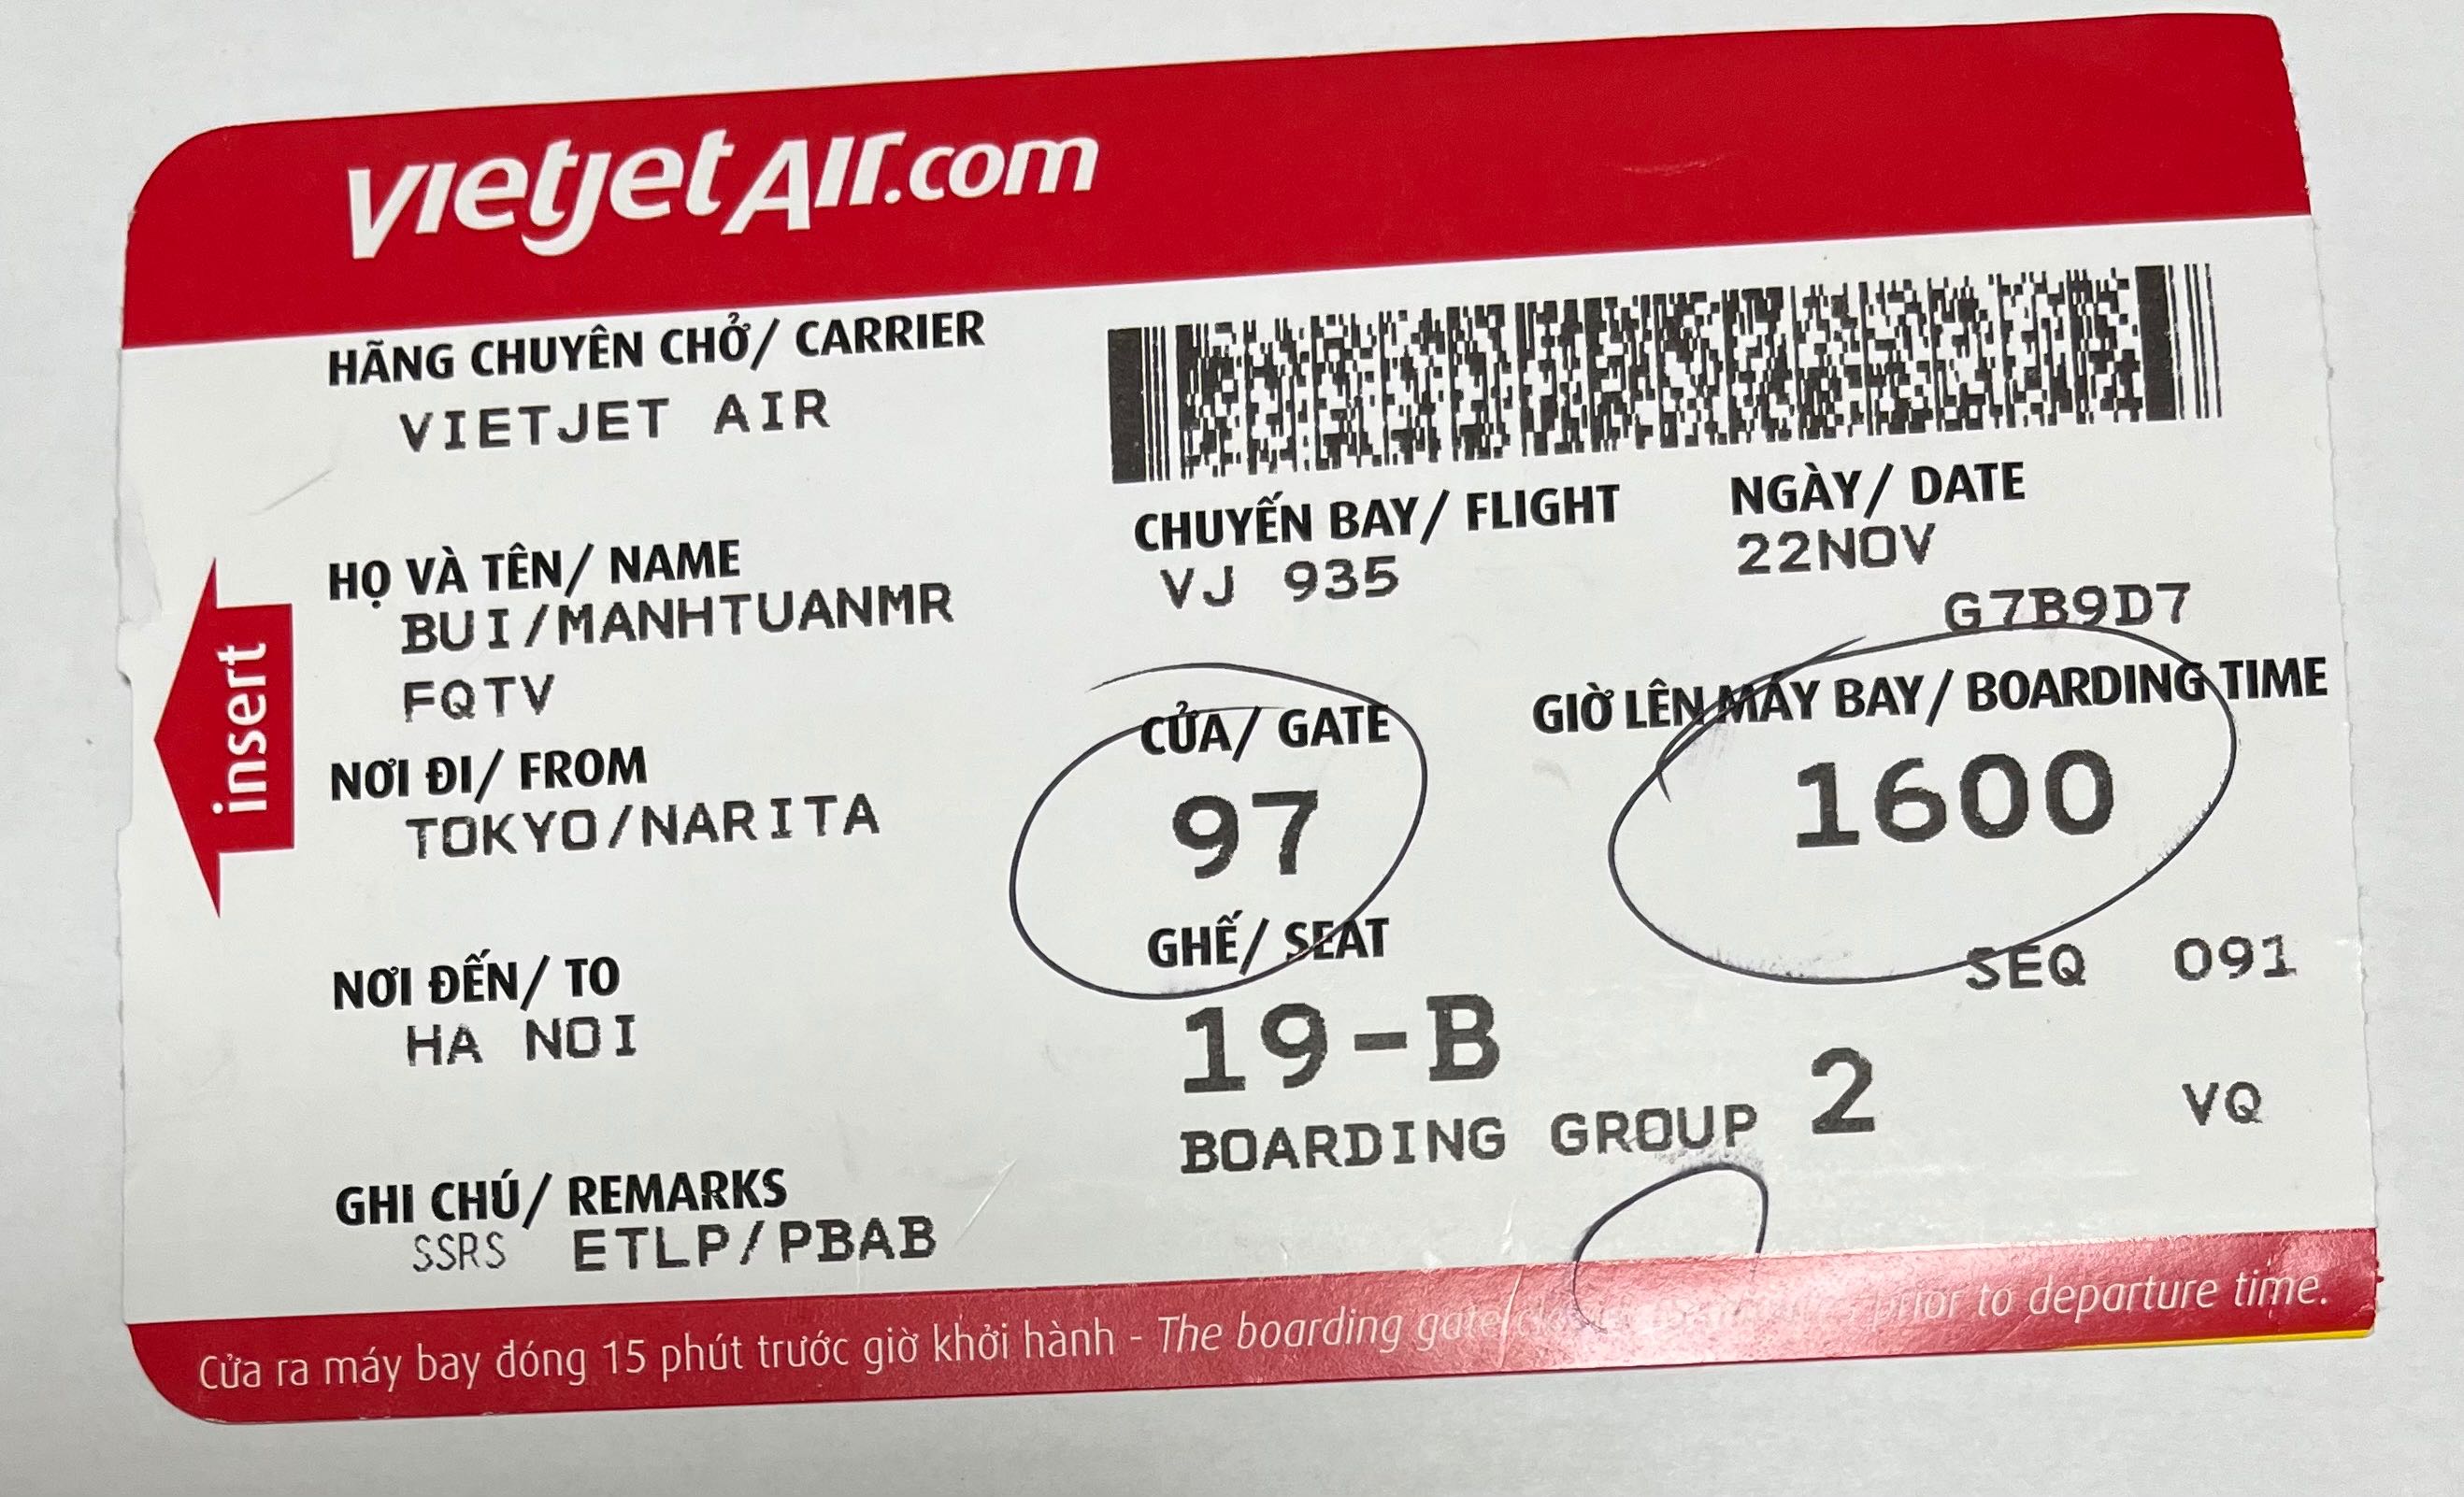 vietjetAir.com
HÃNG CHUYÊN CHỞ/ CARRIER
VIETJET AIR
HỌ VÀ TÊN/ NAME
BUI/MANHTUANMR
FQTV
NƠI ĐI/ FROM
TOKYO/NARITA
NƠI ĐẾN/ TO
HA NOI
GHI CHÚ/ REMARKS
SSRS ETLP/PBAB
insert
CHUYẾN BAY/ FLIGHT
VJ 935
NGÀY/ DATE
22NOV
G7B9D7
CỬA/ GATE
97
GIỜ LÊN MÁY BAY/ BOARDING TIME
1600
GHẾ/ SEAT
19-B
SEQ 091
BOARDING GROUP 2
VQ
Cửa ra máy bay đóng 15 phút trước giờ khởi hành - The boarding gate prior to departure time.